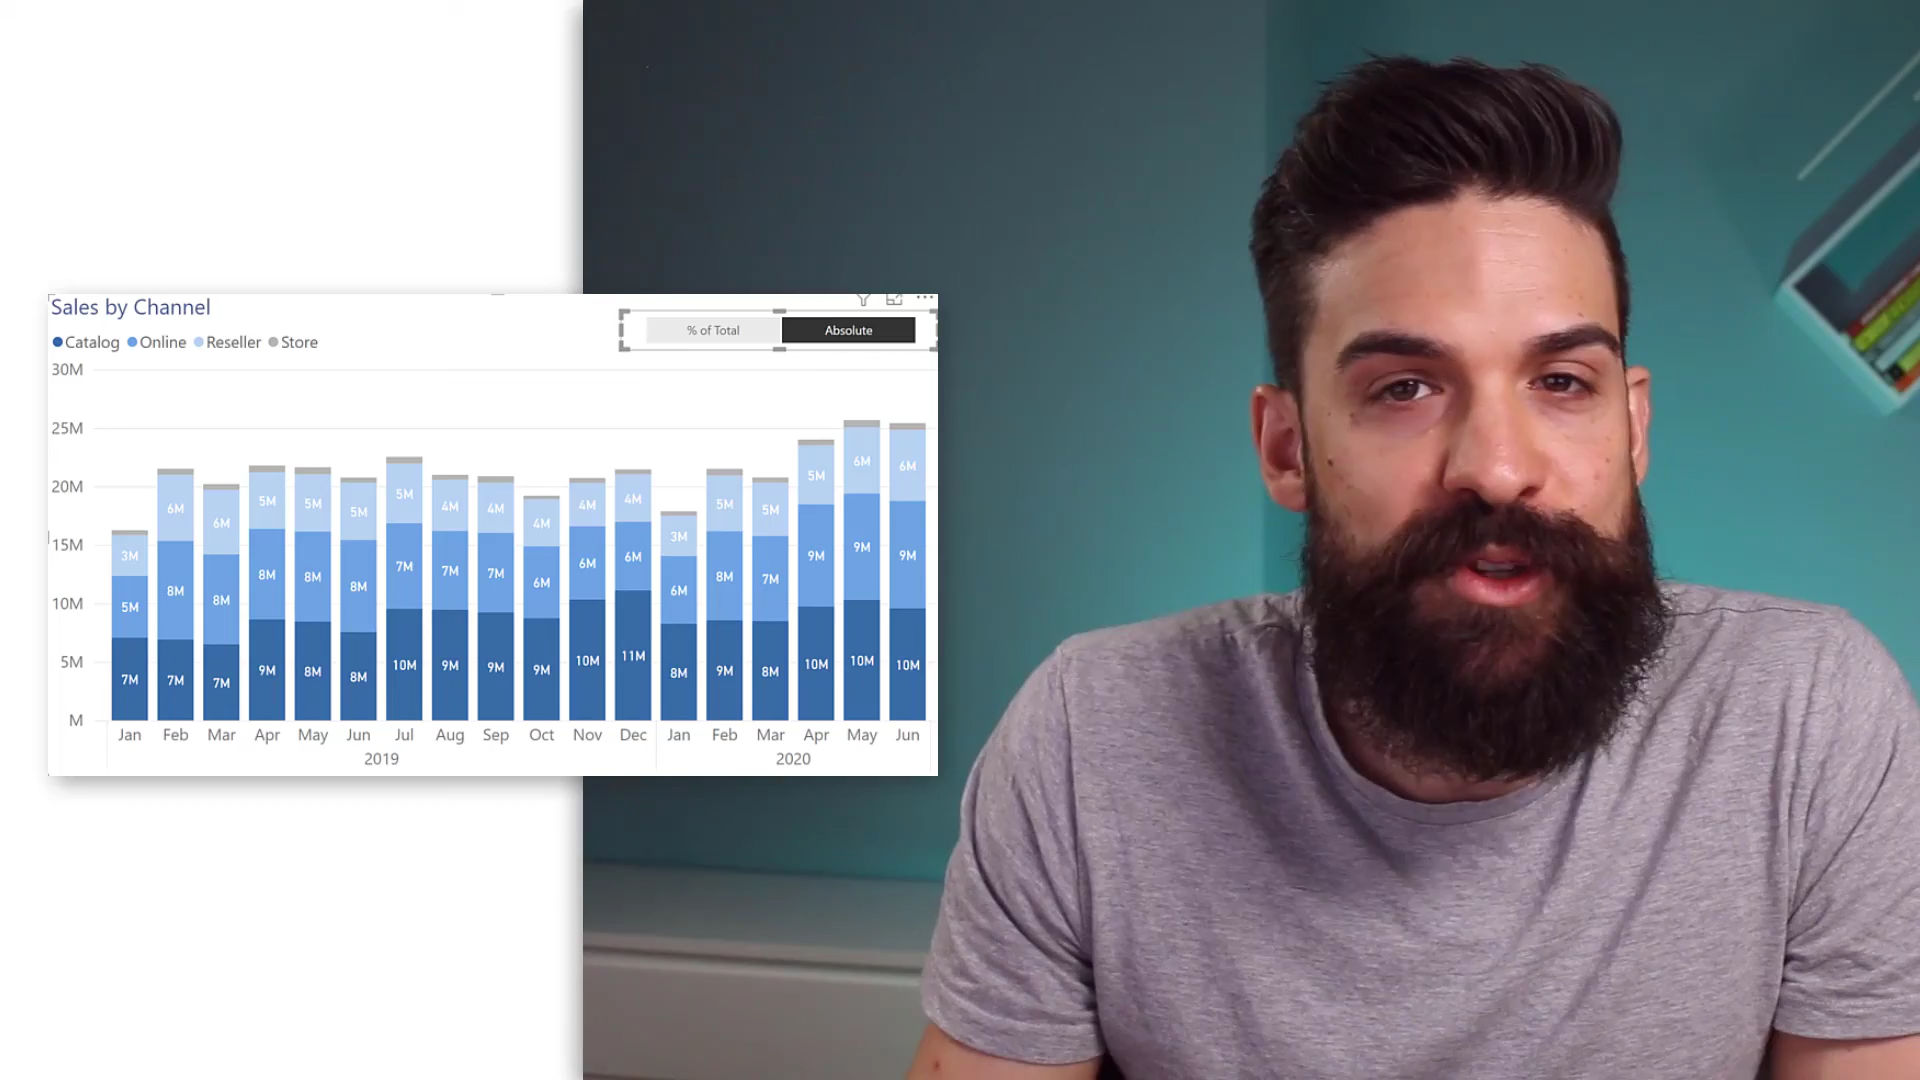 Sales by Channel
% of Total Absolute
Catalog Online Reseller Store
30M
25M
20M
15M
10M
5M
M
3M 6M 6M 5M 5M 5M 5M 4M 4M 4M 4M 4M 3M 5M 5M 5M 6M 6M
5M 8M 8M 8M 8M 8M 7M 7M 7M 6M 6M 6M 6M 8M 7M 9M 9M 9M
7M 7M 7M 9M 8M 8M 10M 9M 9M 9M 10M 11M 8M 9M 8M 10M 10M 10M
Jan Feb Mar Apr May Jun Jul Aug Sep Oct Nov Dec Jan Feb Mar Apr May Jun
2019 2020